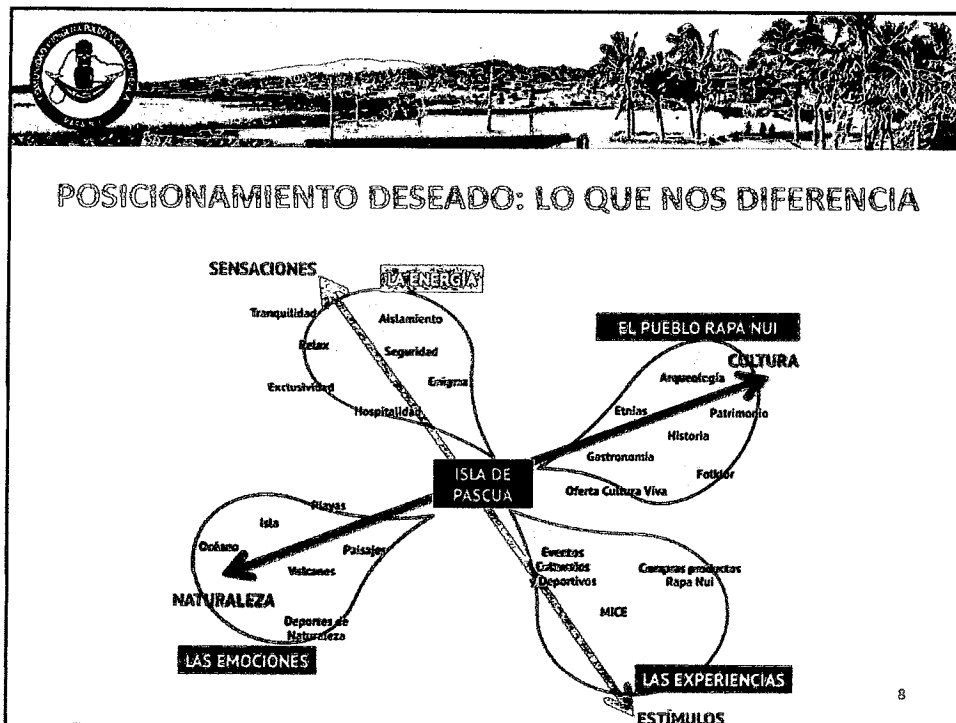 POSICIONAMIENTO DESEADO: LO QUE NOS DIFERENCIA
SENSACIONES
LA ENERGÍA
Tranquilidad
Aislamiento
Relax
Seguridad
Exclusividad
Enigma
Hospitalidad
EL PUEBLO RAPA NUI
CULTURA
Arqueología
Etnias
Patrimonio
Historia
Gastronomía
Folklór
Oferta Cultura Viva
ISLA DE
PASCUA
Playas
Isla
Océano
Paisajes
Volcanes
NATURALEZA
Deportes de
Naturaleza
LAS EMOCIONES
Eventos
Culturales
y Deportivos
Compras productos
Rapa Nui
MICE
LAS EXPERIENCIAS
ESTÍMULOS
8